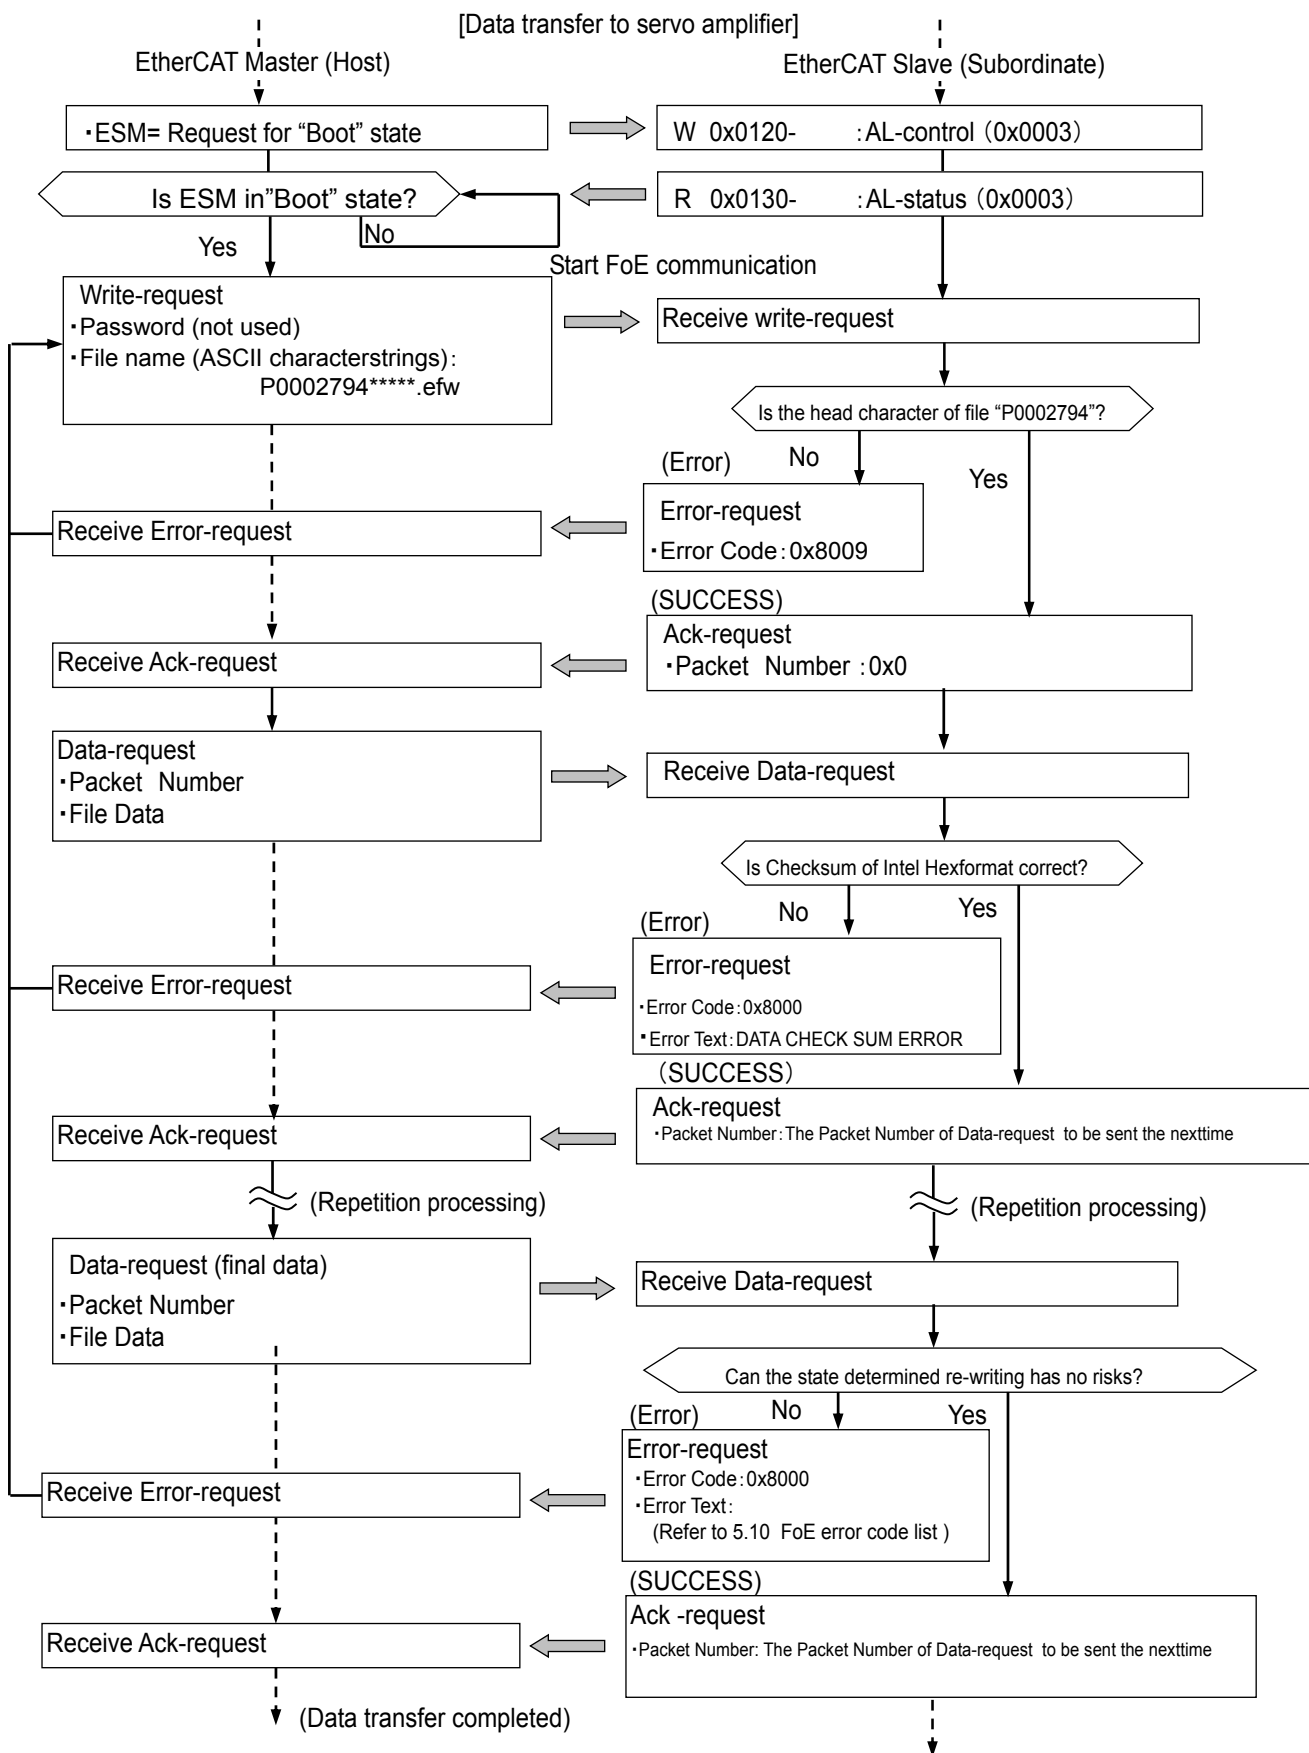 [Data transfer to servo amplifier]
EtherCAT Master (Host)
EtherCAT Slave (Subordinate)
・ESM= Request for “Boot” state
W 0x0120- :AL-control (0x0003)
Is ESM in”Boot” state?
R 0x0130- :AL-status (0x0003)
No
Yes
Start FoE communication
Write-request
・Password (not used)
・File name (ASCII characterstrings):
P0002794*****.efw
Receive write-request
Is the head character of file “P0002794”?
(Error)
No
Yes
Error-request
・Error Code:0x8009
Receive Error-request
(SUCCESS)
Ack-request
・Packet Number :0x0
Receive Ack-request
Data-request
・Packet Number
・File Data
Receive Data-request
Is Checksum of Intel Hexformat correct?
(Error)
No
Yes
Error-request
・Error Code:0x8000
・Error Text:DATA CHECK SUM ERROR
Receive Error-request
(SUCCESS)
Ack-request
・Packet Number:The Packet Number of Data-request to be sent the nexttime
Receive Ack-request
(Repetition processing)
(Repetition processing)
Data-request (final data)
・Packet Number
・File Data
Receive Data-request
Can the state determined re-writing has no risks?
(Error)
No
Yes
Error-request
・Error Code:0x8000
・Error Text:
(Refer to 5.10 FoE error code list )
Receive Error-request
(SUCCESS)
Ack -request
・Packet Number: The Packet Number of Data-request to be sent the nexttime
Receive Ack-request
(Data transfer completed)